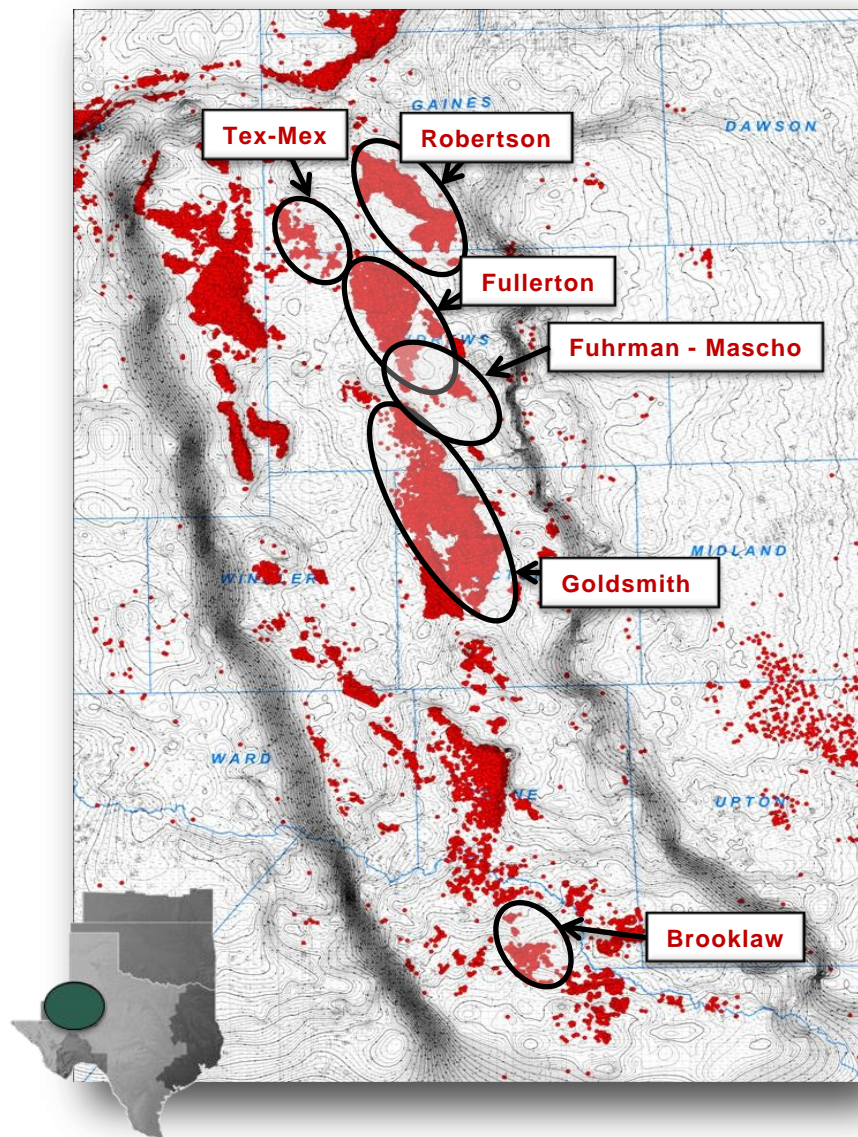 GAINES
DAWSON
Tex-Mex
Robertson
Fullerton
Fuhrman - Mascho
MIDLAND
Goldsmith
WARD
UPTON
Brooklaw